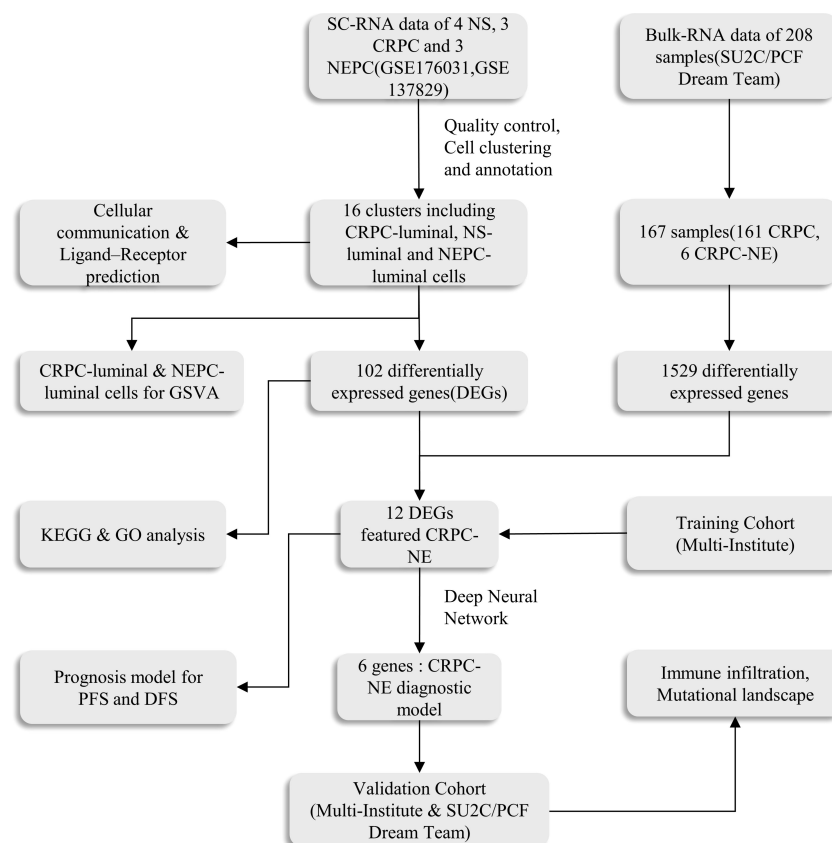 SC-RNA data of 4 NS, 3
CRPC and 3
NEPC(GSE176031,GSE
137829)
Bulk-RNA data of 208
samples(SU2C/PCF
Dream Team)
Quality control,
Cell clustering
and annotation
Cellular
communication &
Ligand–Receptor
prediction
16 clusters including
CRPC-luminal, NS-
luminal and NEPC-
luminal cells
167 samples(161 CRPC,
6 CRPC-NE)
CRPC-luminal & NEPC-
luminal cells for GSVA
102 differentially
expressed genes(DEGs)
1529 differentially
expressed genes
KEGG & GO analysis
12 DEGs
featured CRPC-
NE
Training Cohort
(Multi-Institute)
Deep Neural
Network
Prognosis model for
PFS and DFS
6 genes : CRPC-
NE diagnostic
model
Immune infiltration,
Mutational landscape
Validation Cohort
(Multi-Institute & SU2C/PCF
Dream Team)